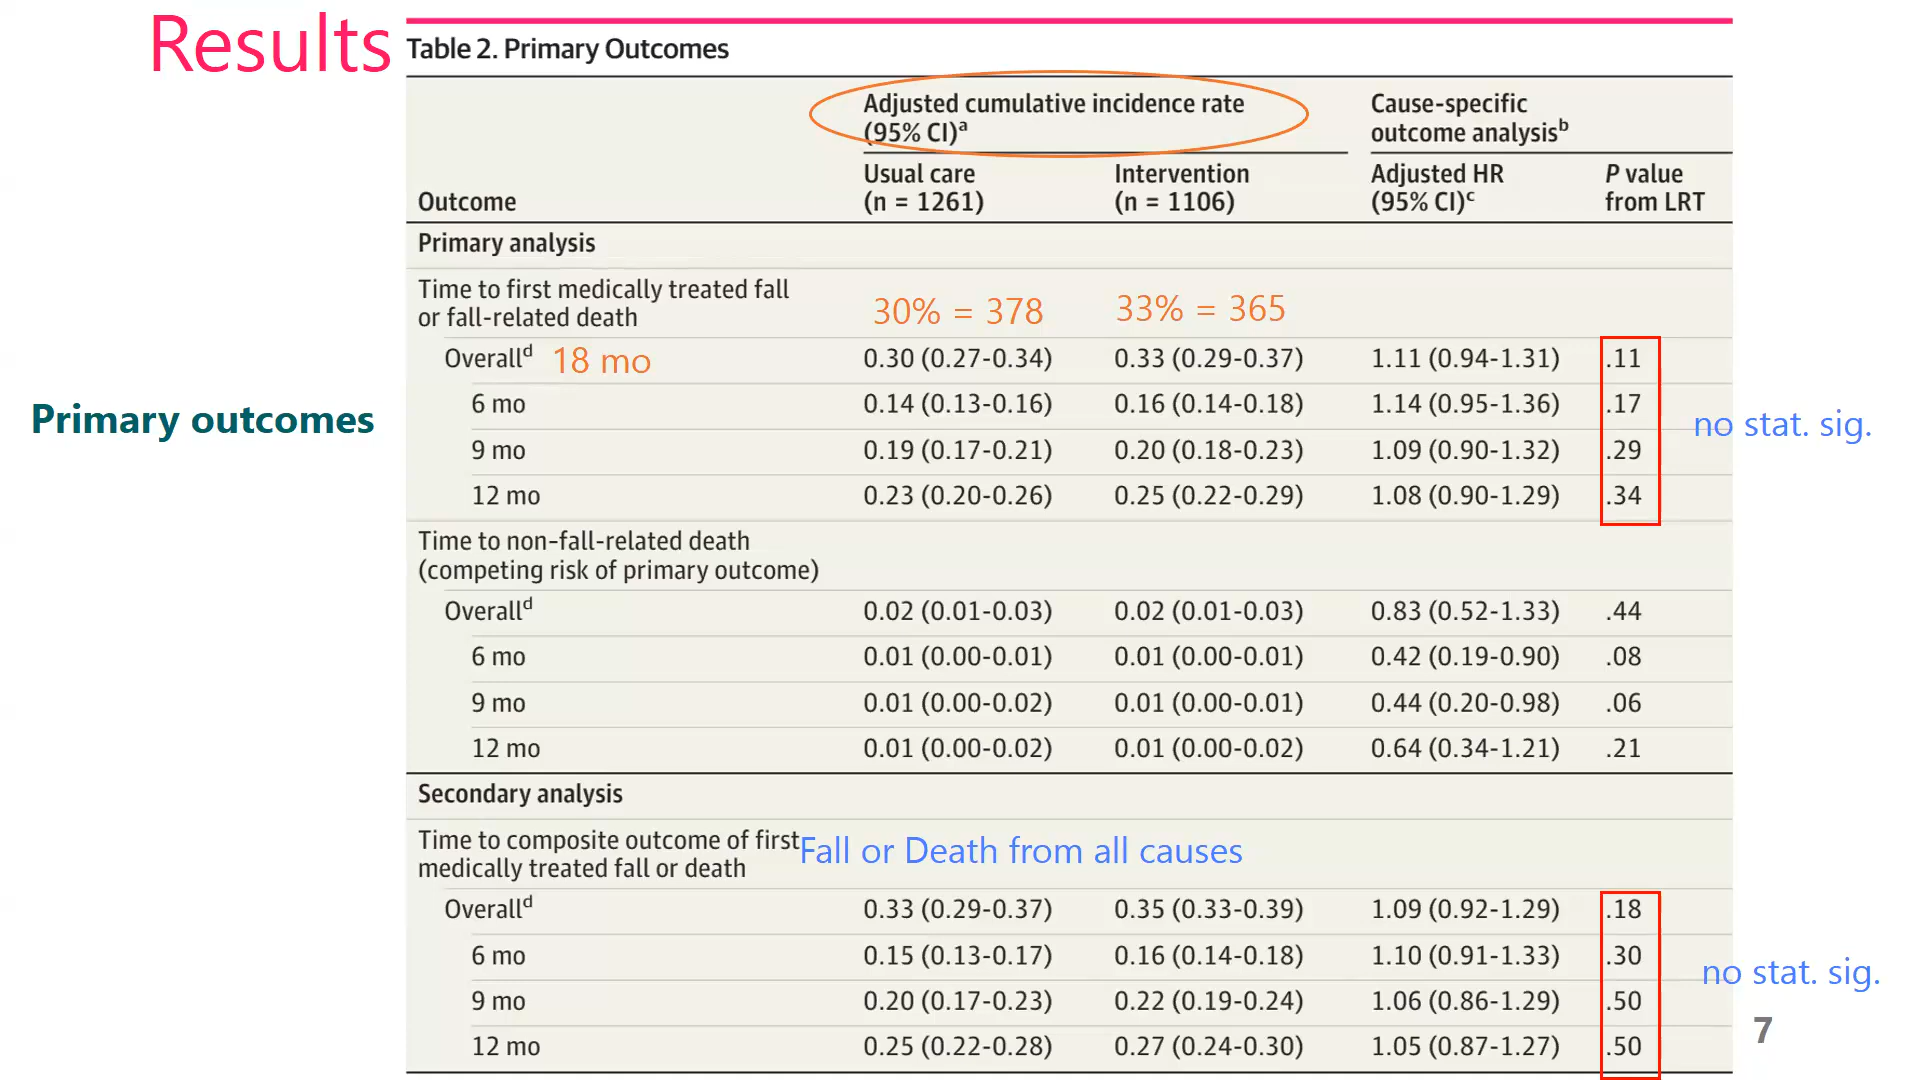 Results
Table 2. Primary Outcomes
Adjusted cumulative incidence rate
(95% CI)a
Cause-specific
outcome analysisb
Outcome
Usual care
(n = 1261)
Intervention
(n = 1106)
Adjusted HR
(95% CI)c
P value
from LRT
Primary analysis
Time to first medically treated fall
or fall-related death
30% = 378 33% = 365
Overalld 18 mo 0.30 (0.27-0.34) 0.33 (0.29-0.37) 1.11 (0.94-1.31) .11
6 mo 0.14 (0.13-0.16) 0.16 (0.14-0.18) 1.14 (0.95-1.36) .17
Primary outcomes
no stat. sig.
9 mo 0.19 (0.17-0.21) 0.20 (0.18-0.23) 1.09 (0.90-1.32) .29
12 mo 0.23 (0.20-0.26) 0.25 (0.22-0.29) 1.08 (0.90-1.29) .34
Time to non-fall-related death
(competing risk of primary outcome)
Overalld 0.02 (0.01-0.03) 0.02 (0.01-0.03) 0.83 (0.52-1.33) .44
6 mo 0.01 (0.00-0.01) 0.01 (0.00-0.01) 0.42 (0.19-0.90) .08
9 mo 0.01 (0.00-0.02) 0.01 (0.00-0.01) 0.44 (0.20-0.98) .06
12 mo 0.01 (0.00-0.02) 0.01 (0.00-0.02) 0.64 (0.34-1.21) .21
Secondary analysis
Time to composite outcome of first
medically treated fall or death
Fall or Death from all causes
Overalld 0.33 (0.29-0.37) 0.35 (0.33-0.39) 1.09 (0.92-1.29) .18
6 mo 0.15 (0.13-0.17) 0.16 (0.14-0.18) 1.10 (0.91-1.33) .30
no stat. sig.
9 mo 0.20 (0.17-0.23) 0.22 (0.19-0.24) 1.06 (0.86-1.29) .50
12 mo 0.25 (0.22-0.28) 0.27 (0.24-0.30) 1.05 (0.87-1.27) .50
7